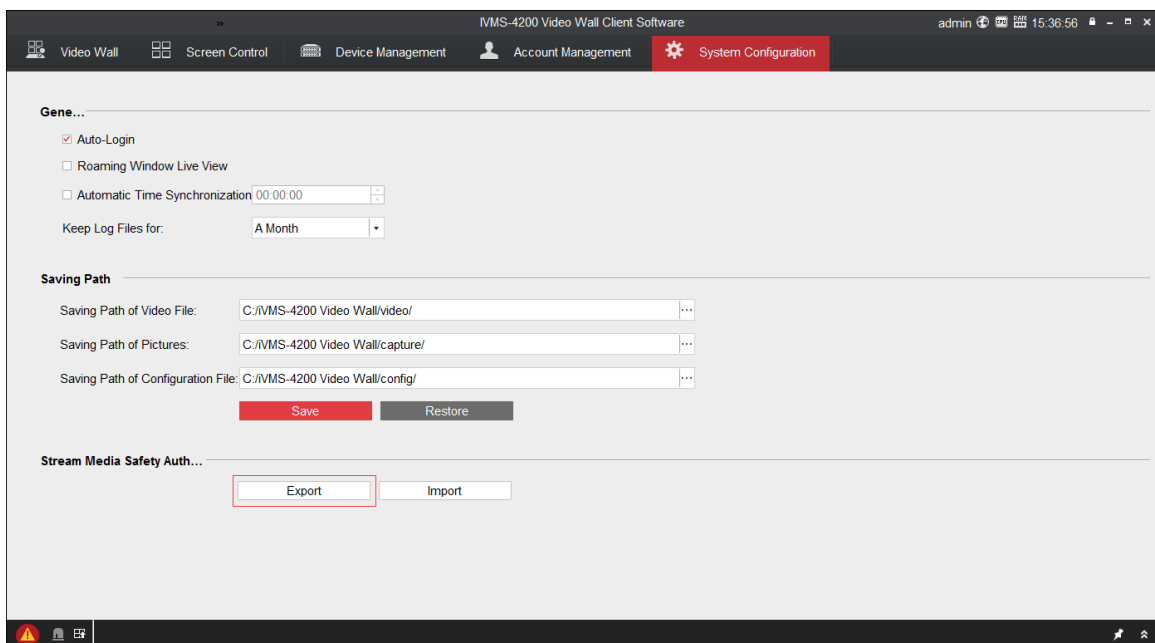 » IVMS-4200 Video Wall Client Software admin CPU RAM 15:36:56
Video Wall Screen Control Device Management Account Management System Configuration
Gene...
Auto-Login
Roaming Window Live View
Automatic Time Synchronization 00:00:00
Keep Log Files for: A Month
Saving Path
Saving Path of Video File: C:/iVMS-4200 Video Wall/video/ ...
Saving Path of Pictures: C:/iVMS-4200 Video Wall/capture/ ...
Saving Path of Configuration File: C:/iVMS-4200 Video Wall/config/ ...
Save Restore
Stream Media Safety Auth...
Export Import